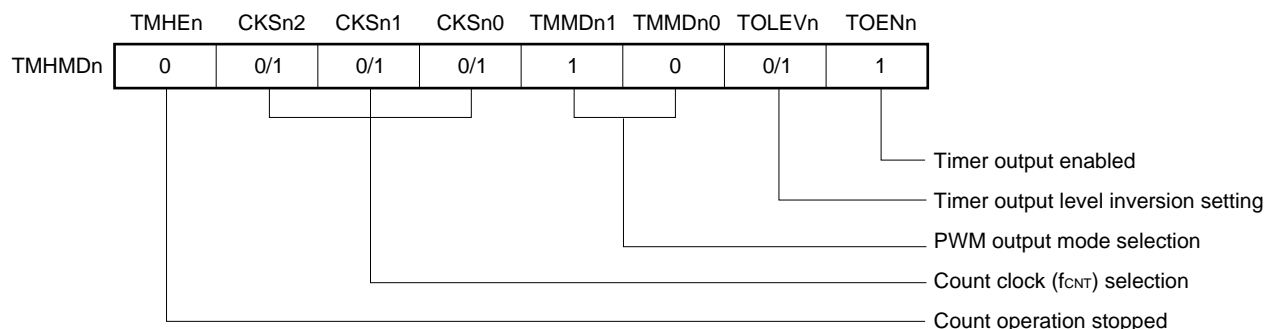 TMHEn CKSn2 CKSn1 CKSn0 TMMDn1 TMMDn0 TOLEVn TOENn
TMHMDn 0 0/1 0/1 0/1 1 0 0/1 1
Timer output enabled
Timer output level inversion setting
PWM output mode selection
Count clock (fCNT) selection
Count operation stopped